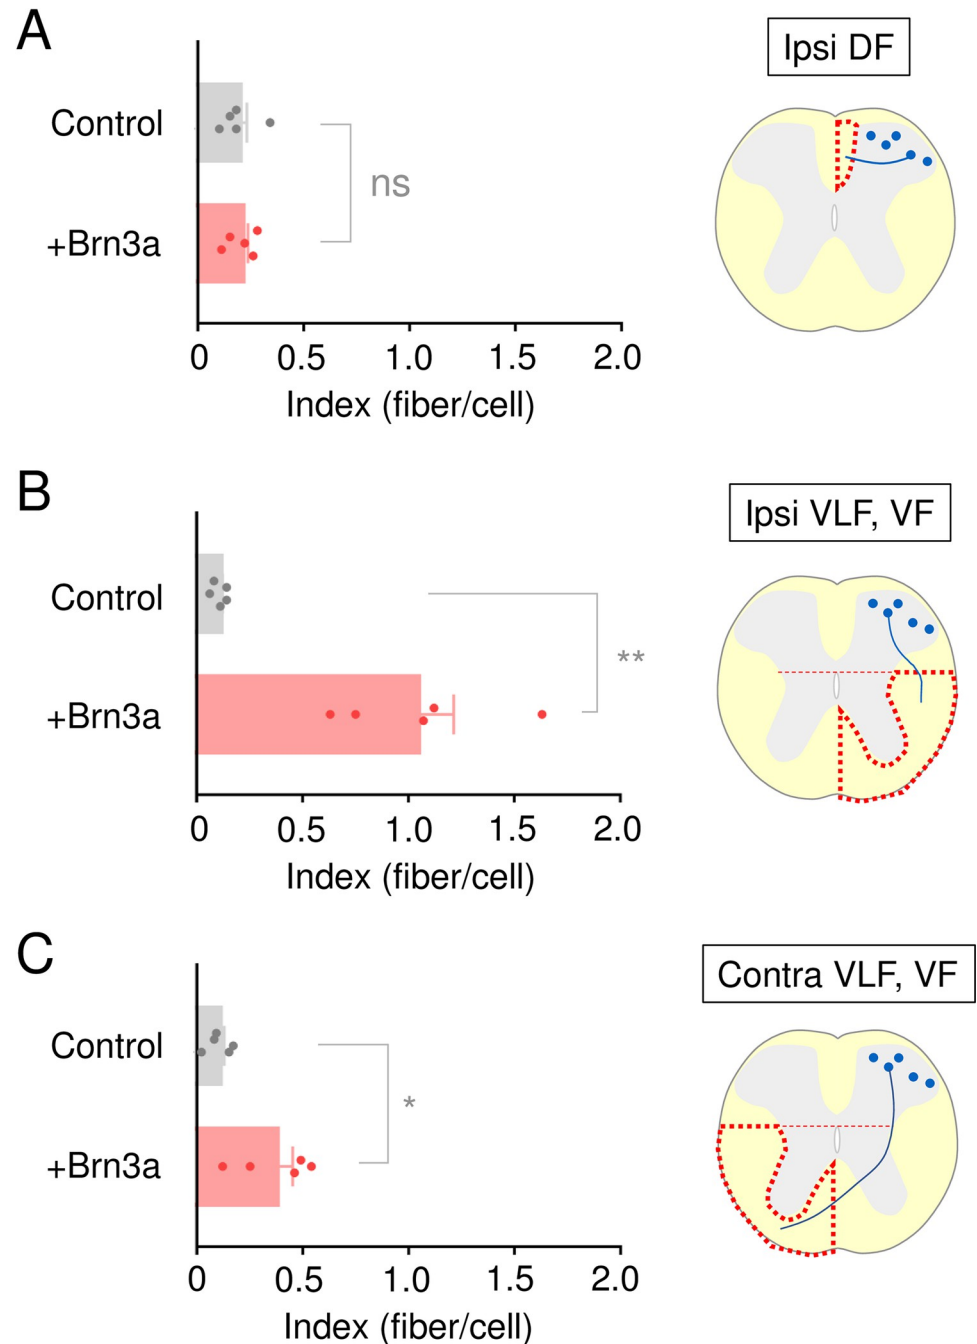 A
Ipsi DF
Control
ns
+Brn3a
0 0.5 1.0 1.5 2.0
Index (fiber/cell)
B
Ipsi VLF, VF
Control
**
+Brn3a
0 0.5 1.0 1.5 2.0
Index (fiber/cell)
C
Contra VLF, VF
Control
*
+Brn3a
0 0.5 1.0 1.5 2.0
Index (fiber/cell)